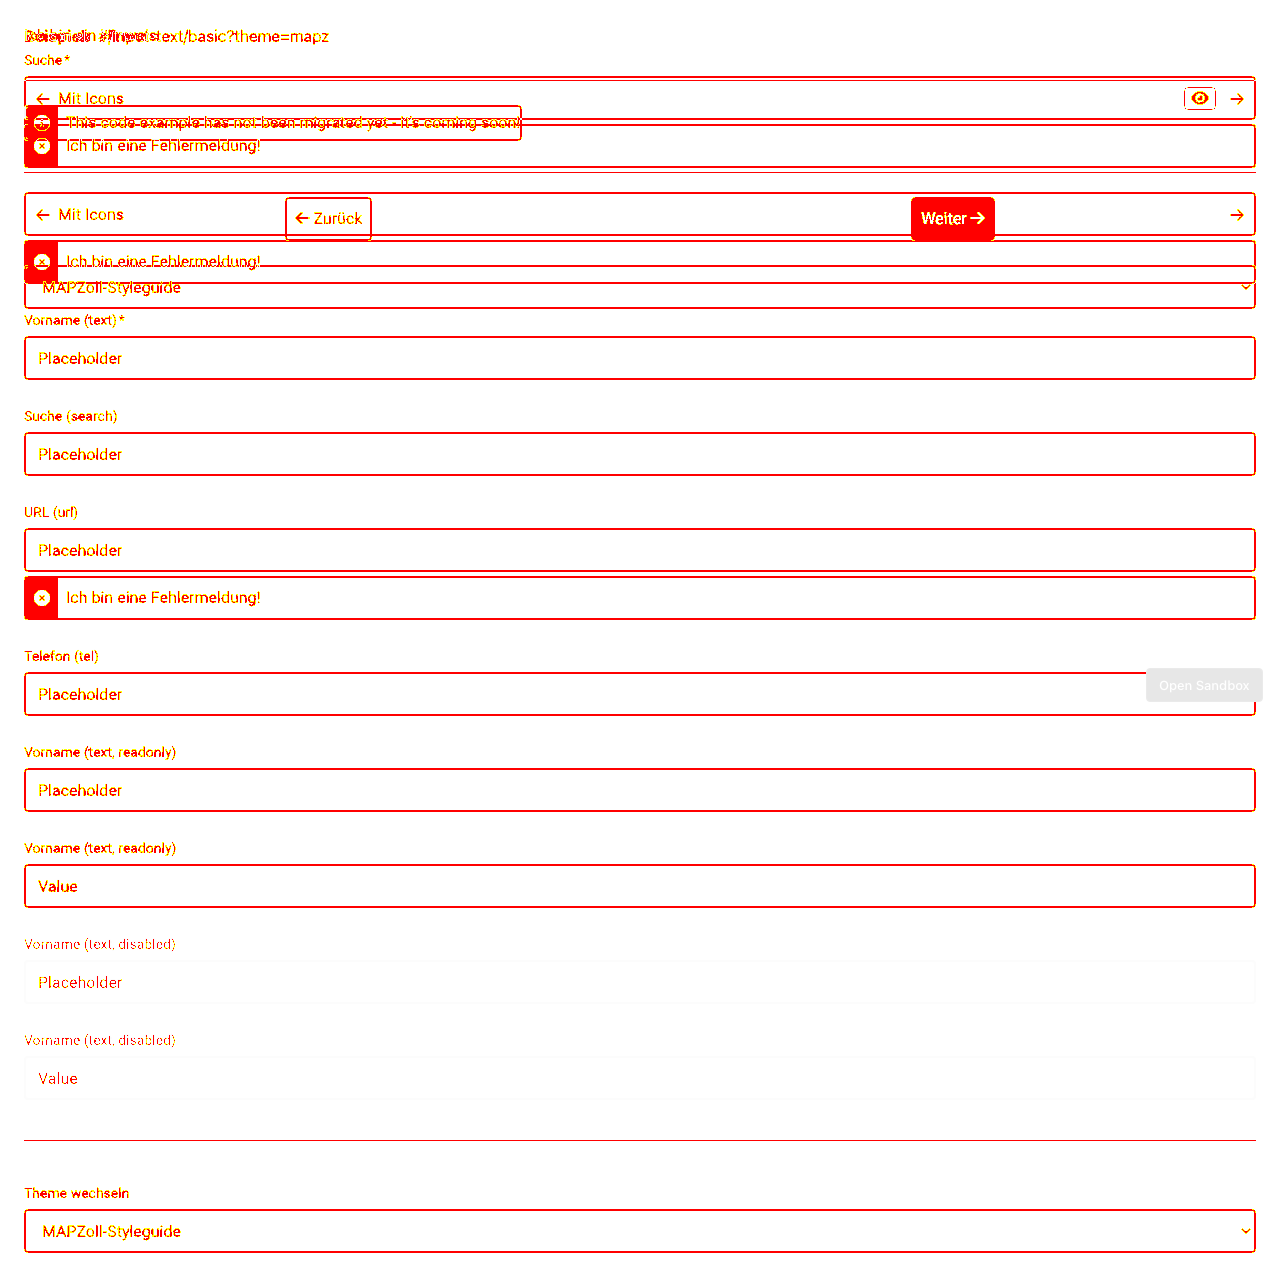 /input-text/basic?theme=mapz
Suche*
Mit Icons
This code example has not been migrated yet - it's coming soon!
Ich bin eine Fehlermeldung!
Mit Icons
Zurück
Weiter
Ich bin eine Fehlermeldung!
MAPZoll-Styleguide
Vorname (text)*
Placeholder
Suche (search)
Placeholder
URL (url)
Placeholder
Ich bin eine Fehlermeldung!
Telefon (tel)
Placeholder
Open Sandbox
Vorname (text, readonly)
Placeholder
Vorname (text, readonly)
Value
Vorname (text, disabled)
Placeholder
Vorname (text, disabled)
Value
Theme wechseln
MAPZoll-Styleguide